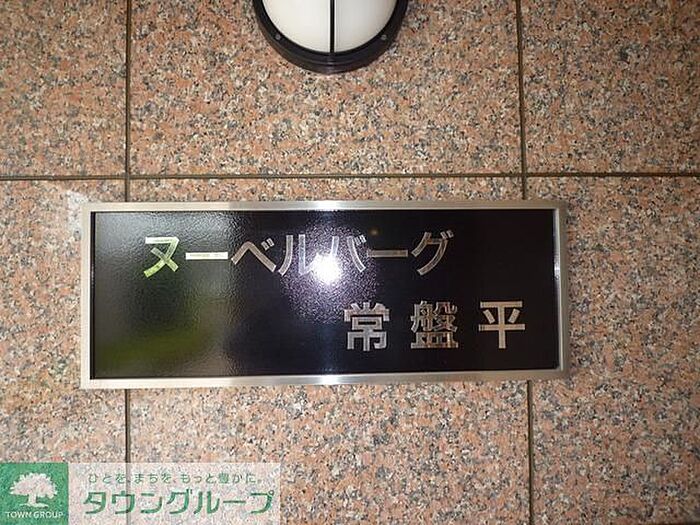 ヌーベルバーグ
常盤平
ひとを、まちを、もっと豊かに。
タウングループ
TOWN GROUP